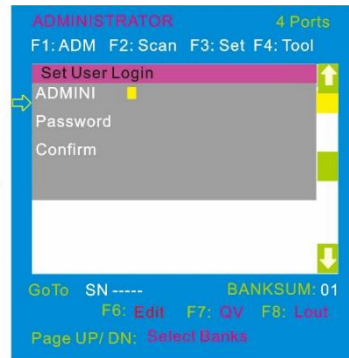 ADMINISTRATOR 4 Ports
F1: ADM F2: Scan F3: Set F4: Tool
Set User Login
ADMINI
Password
Confirm
GoTo SN ----- BANKSUM: 01
F6: Edit F7: QV F8: Lout
Page UP/ DN: Select Banks